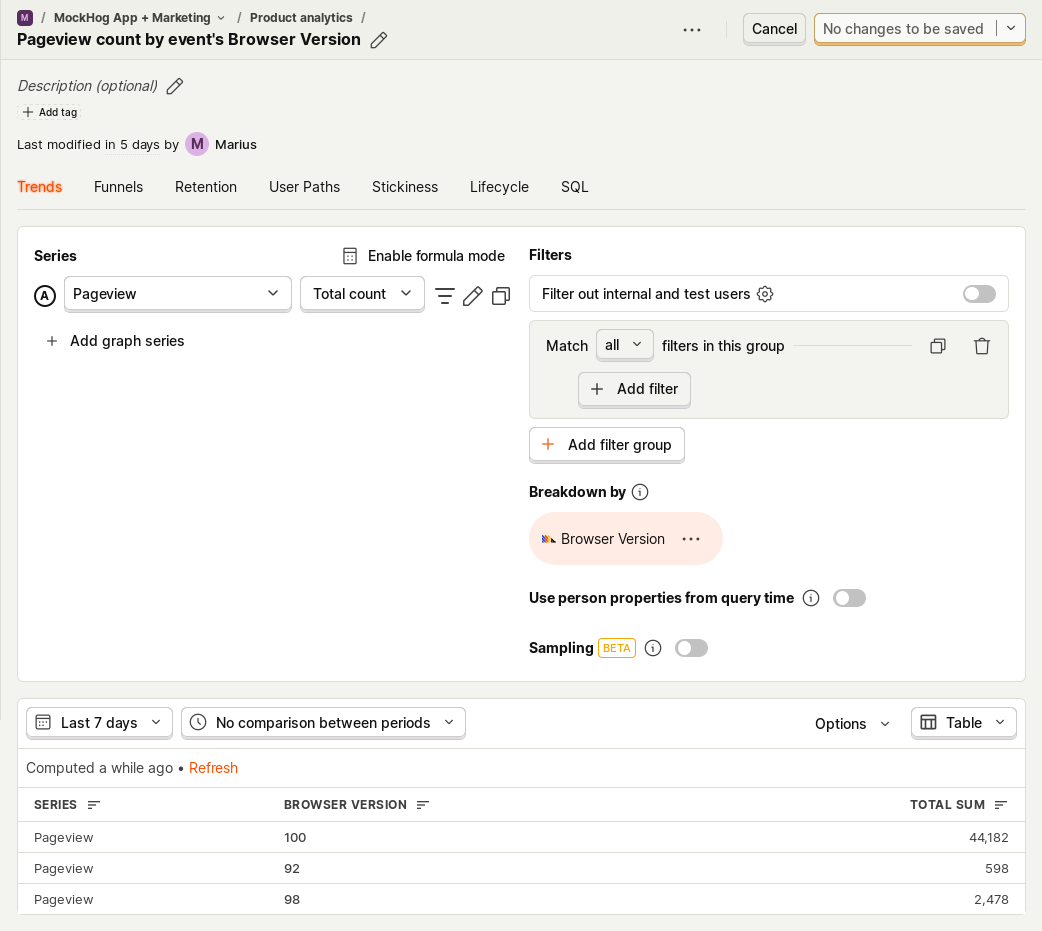 M / MockHog App + Marketing / Product analytics /
Pageview count by event's Browser Version
Cancel
No changes to be saved
Description (optional)
Add tag
Last modified in 5 days by M Marius
Trends Funnels Retention User Paths Stickiness Lifecycle SQL
Series
Enable formula mode
A Pageview Total count
Add graph series
Filters
Filter out internal and test users
Match all filters in this group
Add filter
Add filter group
Breakdown by
Browser Version
Use person properties from query time
Sampling BETA
Last 7 days No comparison between periods Options Table
Computed a while ago • Refresh
SERIES BROWSER VERSION TOTAL SUM
Pageview 100 44,182
Pageview 92 598
Pageview 98 2,478